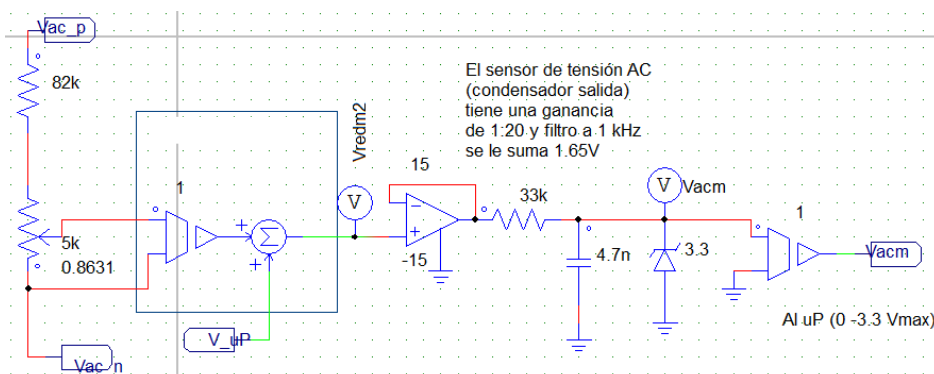 Vac_p
82k
5k
0.8631
Vac_n
1
V_uP
Vredm2
V
15
-15
El sensor de tensión AC
(condensador salida)
tiene una ganancia
de 1:20 y filtro a 1 kHz
se le suma 1.65V
33k
4.7n
V
Vacm
3.3
1
Vacm
Al uP (0 -3.3 Vmax)